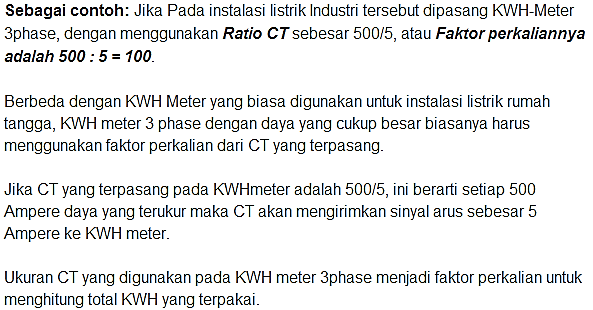 Sebagai contoh: Jika Pada instalasi listrik Industri tersebut dipasang KWH-Meter
3phase, dengan menggunakan Ratio CT sebesar 500/5, atau Faktor perkaliannya
adalah 500 : 5 = 100.
Berbeda dengan KWH Meter yang biasa digunakan untuk instalasi listrik rumah
tangga, KWH meter 3 phase dengan daya yang cukup besar biasanya harus
menggunakan faktor perkalian dari CT yang terpasang.
Jika CT yang terpasang pada KWHmeter adalah 500/5, ini berarti setiap 500
Ampere daya yang terukur maka CT akan mengirimkan sinyal arus sebesar 5
Ampere ke KWH meter.
Ukuran CT yang digunakan pada KWH meter 3phase menjadi faktor perkalian untuk
menghitung total KWH yang terpakai.